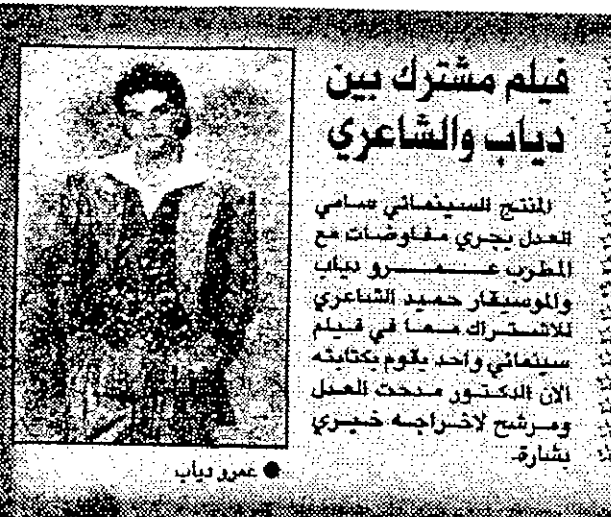 فيلم مشترك بين
دياب والشاعري
المنتج السينمائي سامي
العدل يجري مفاوضات مع
المطرب عمرو دياب
والموسيقار حميد الشاعري
للاشتراك معا في فيلم
سينمائي واحد يقوم بكتابته
الان الدكتور مدحت العدل
ومرشح لاخراجه خيري
بشارة.
عمرو دياب